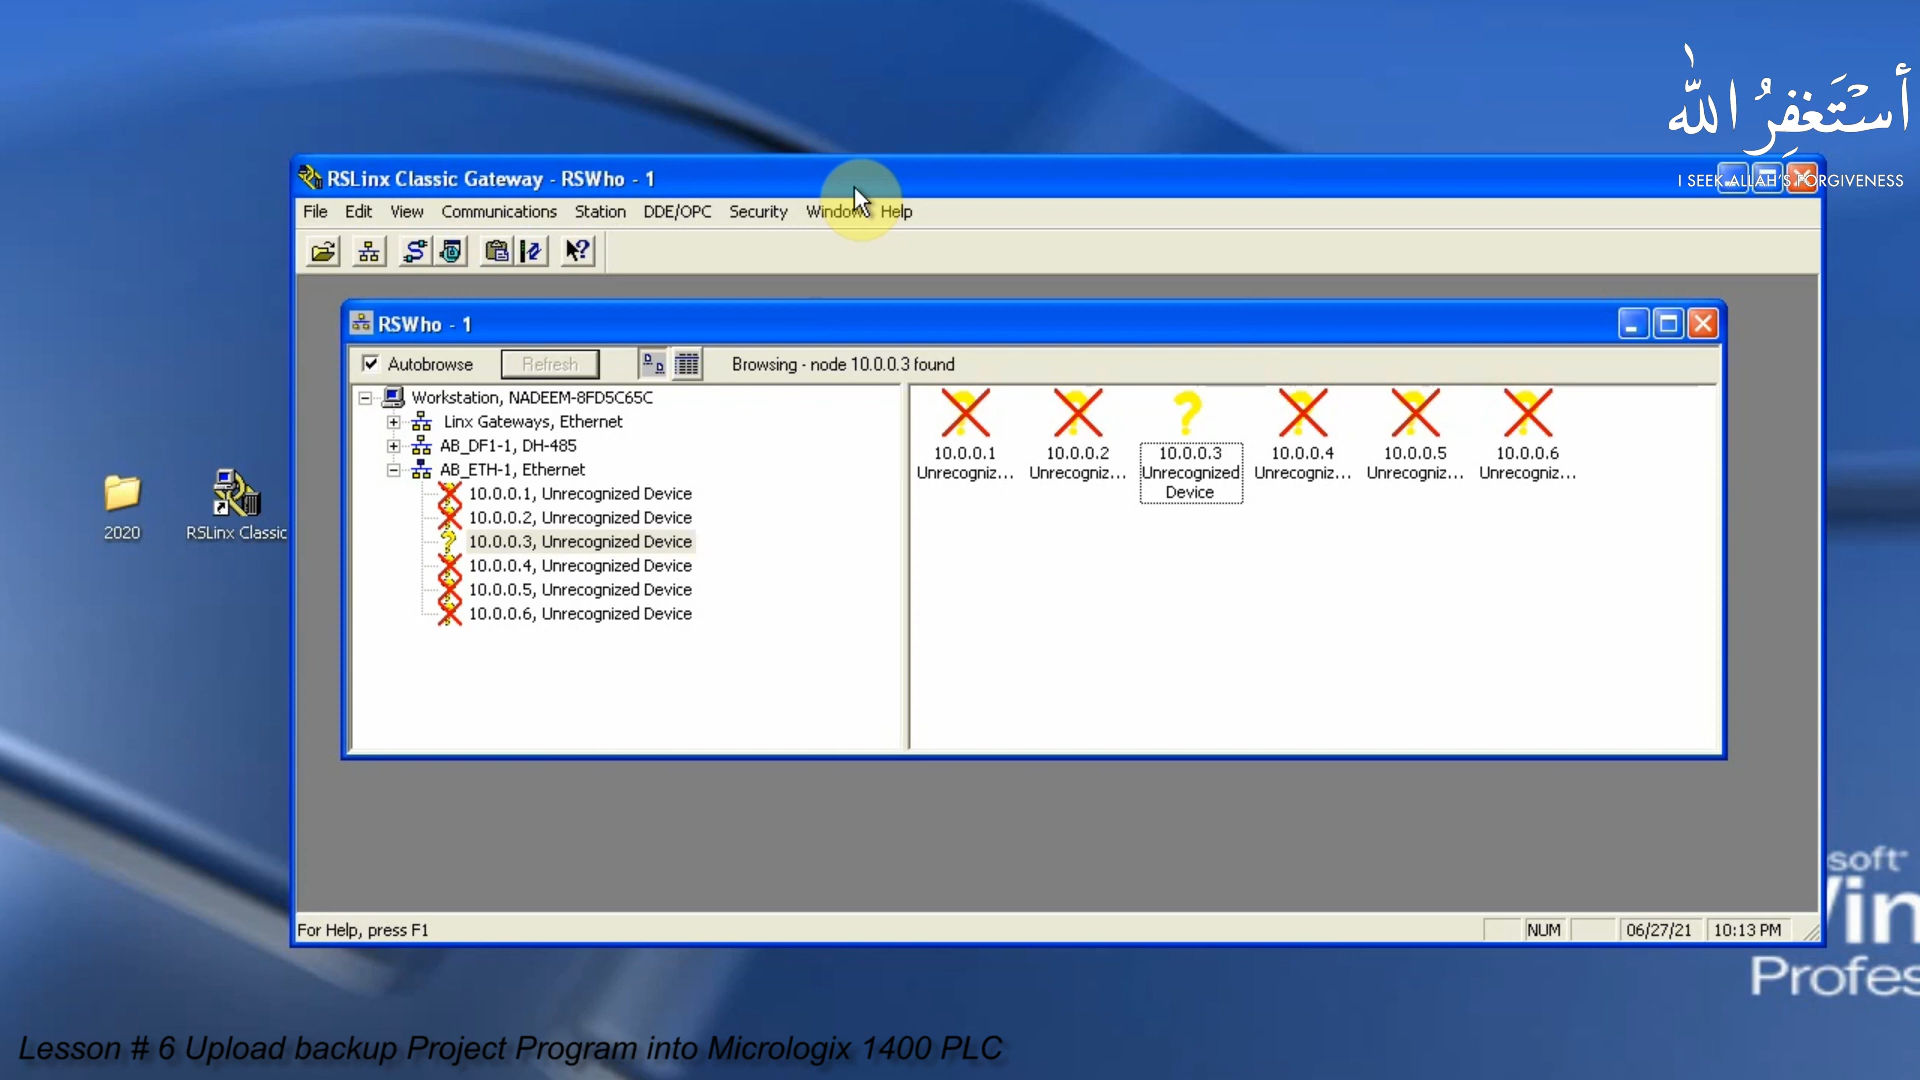 أَسْتَغْفِرُ اللّٰه
I SEEK ALLAH'S FORGIVENESS
RSLinx Classic Gateway - RSWho - 1
File Edit View Communications Station DDE/OPC Security Window Help
RSWho - 1
Autobrowse Refresh Browsing - node 10.0.0.3 found
Workstation, NADEEM-8FD5C65C
Linx Gateways, Ethernet
AB_DF1-1, DH-485
AB_ETH-1, Ethernet
10.0.0.1, Unrecognized Device
10.0.0.2, Unrecognized Device
10.0.0.3, Unrecognized Device
10.0.0.4, Unrecognized Device
10.0.0.5, Unrecognized Device
10.0.0.6, Unrecognized Device
10.0.0.1
Unrecogniz...
10.0.0.2
Unrecogniz...
10.0.0.3
Unrecognized
Device
10.0.0.4
Unrecogniz...
10.0.0.5
Unrecogniz...
10.0.0.6
Unrecogniz...
2020
RSLinx Classic
For Help, press F1
NUM 06/27/21 10:13 PM
soft
Win
Profes
Lesson # 6 Upload backup Project Program into Micrologix 1400 PLC